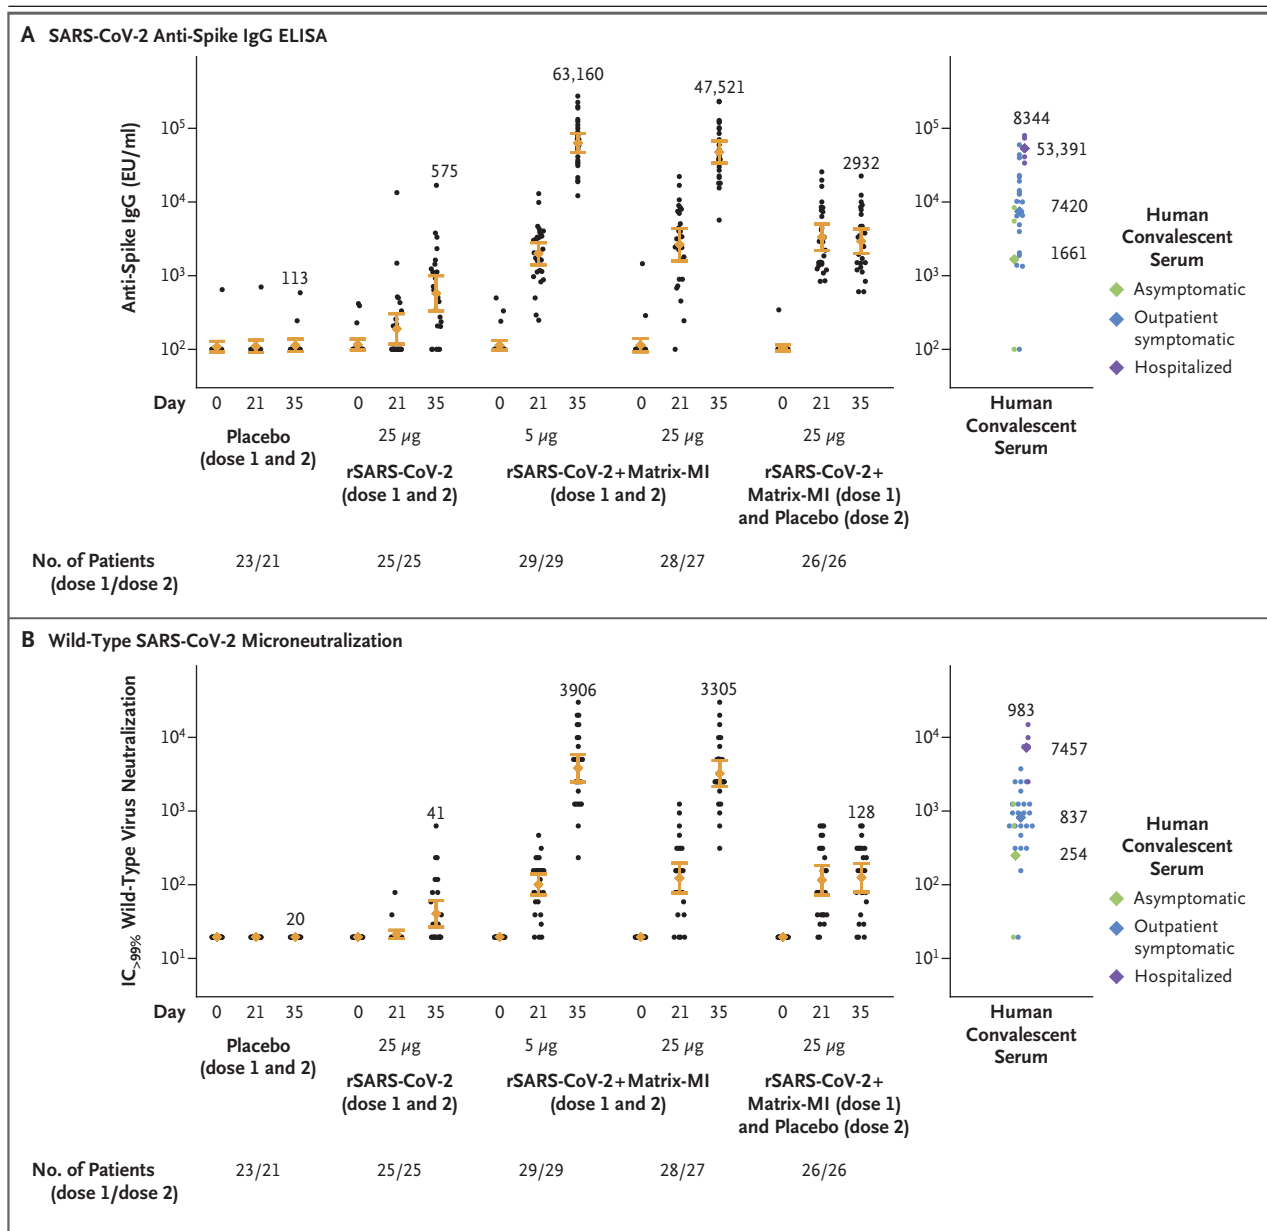 A SARS-CoV-2 Anti-Spike IgG ELISA
Anti-Spike IgG (EU/ml)
10⁵
10⁴
10³
10²
113
575
63,160
47,521
2932
10⁵
10⁴
10³
10²
8344
53,391
7420
1661
Human
Convalescent
Serum
Asymptomatic
Outpatient
symptomatic
Hospitalized
Day 0 21 35 0 21 35 0 21 35 0 21 35 0 21 35
Placebo
(dose 1 and 2)
25 µg
rSARS-CoV-2
(dose 1 and 2)
5 µg 25 µg
rSARS-CoV-2+Matrix-MI
(dose 1 and 2)
25 µg
rSARS-CoV-2+
Matrix-MI (dose 1)
and Placebo (dose 2)
Human
Convalescent
Serum
No. of Patients
(dose 1/dose 2)
23/21 25/25 29/29 28/27 26/26
B Wild-Type SARS-CoV-2 Microneutralization
IC>99% Wild-Type Virus Neutralization
10⁴
10³
10²
10¹
20
41
3906
3305
128
10⁴
10³
10²
10¹
983
7457
837
254
Human
Convalescent
Serum
Asymptomatic
Outpatient
symptomatic
Hospitalized
Day 0 21 35 0 21 35 0 21 35 0 21 35 0 21 35
Placebo
(dose 1 and 2)
25 µg
rSARS-CoV-2
(dose 1 and 2)
5 µg 25 µg
rSARS-CoV-2+Matrix-MI
(dose 1 and 2)
25 µg
rSARS-CoV-2+
Matrix-MI (dose 1)
and Placebo (dose 2)
Human
Convalescent
Serum
No. of Patients
(dose 1/dose 2)
23/21 25/25 29/29 28/27 26/26